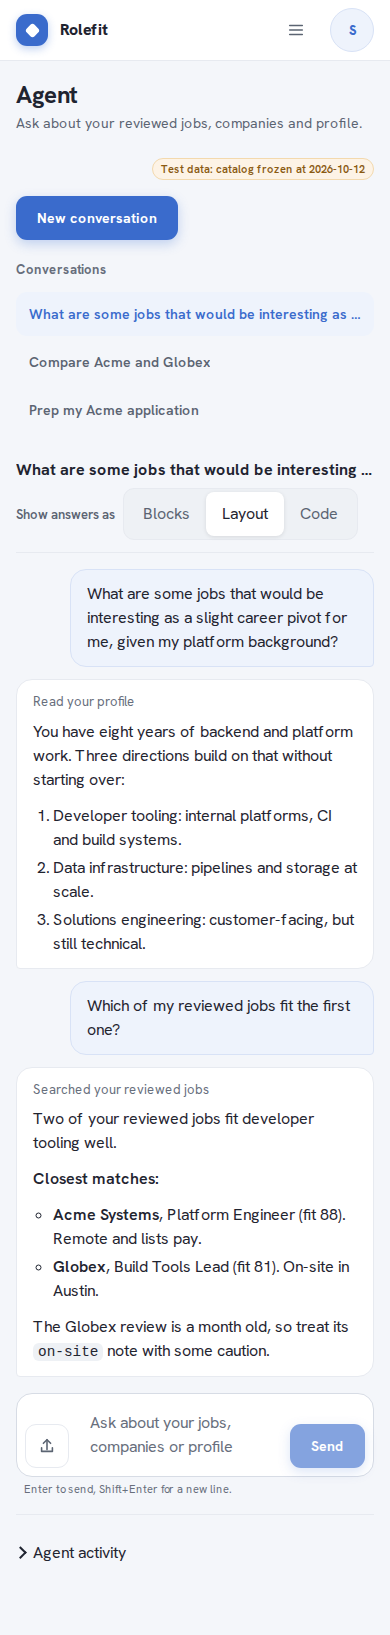 Rolefit
S
Agent
Ask about your reviewed jobs, companies and profile.
Test data: catalog frozen at 2026-10-12
New conversation
Conversations
What are some jobs that would be interesting as ...
Compare Acme and Globex
Prep my Acme application
What are some jobs that would be interesting ...
Show answers as
Blocks
Layout
Code
What are some jobs that would be
interesting as a slight career pivot for
me, given my platform background?
Read your profile
You have eight years of backend and platform
work. Three directions build on that without
starting over:
1. Developer tooling: internal platforms, CI
and build systems.
2. Data infrastructure: pipelines and storage at
scale.
3. Solutions engineering: customer-facing, but
still technical.
Which of my reviewed jobs fit the first
one?
Searched your reviewed jobs
Two of your reviewed jobs fit developer
tooling well.
Closest matches:
Acme Systems, Platform Engineer (fit 88).
Remote and lists pay.
Globex, Build Tools Lead (fit 81). On-site in
Austin.
The Globex review is a month old, so treat its
on-site note with some caution.
Ask about your jobs,
companies or profile
Send
Enter to send, Shift+Enter for a new line.
Agent activity